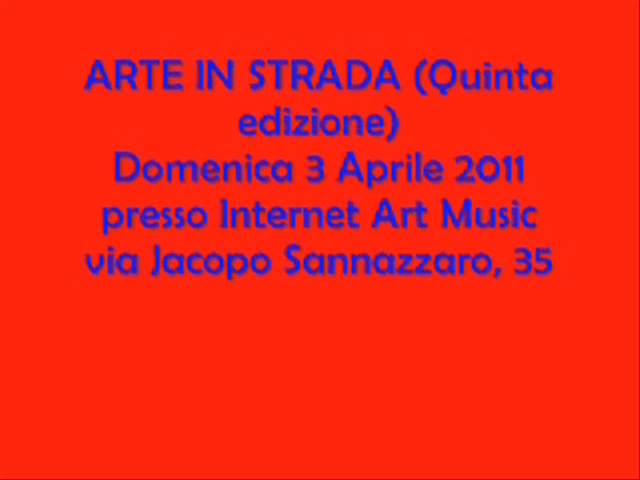 ARTE IN STRADA (Quinta
edizione)
Domenica 3 Aprile 2011
presso Internet Art Music
via Jacopo Sannazzaro, 35